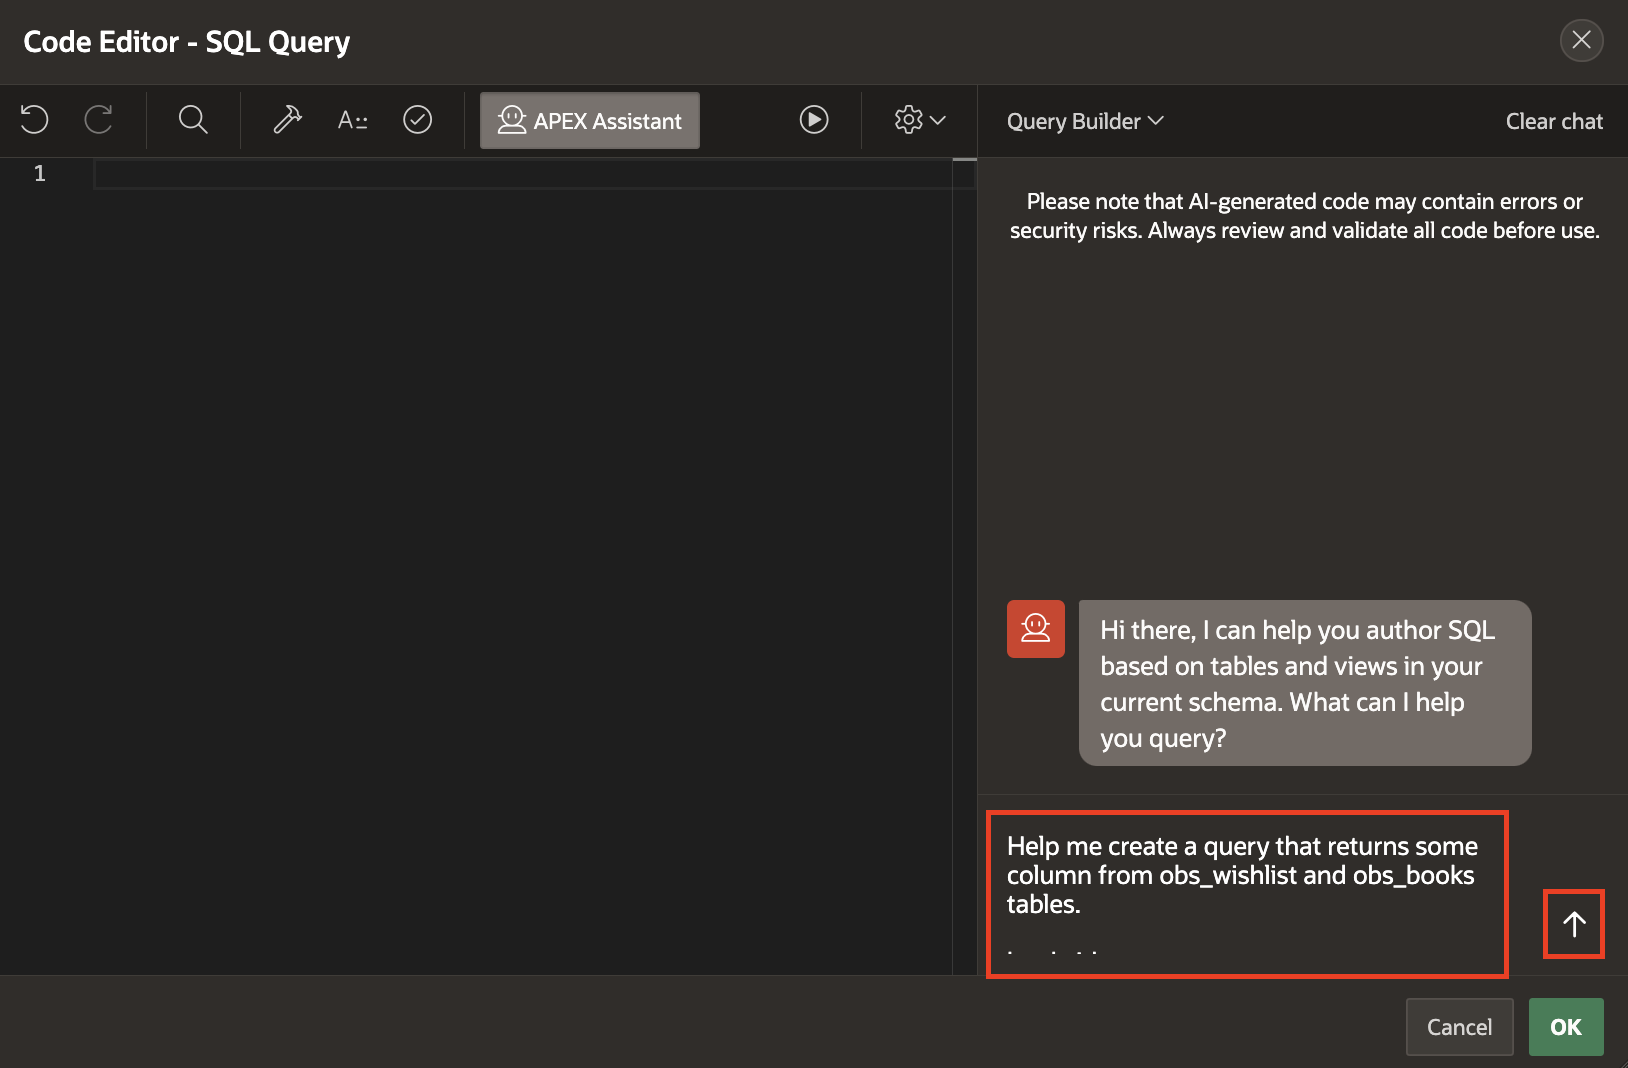 Code Editor - SQL Query
APEX Assistant
Query Builder
Clear chat
1
Please note that AI-generated code may contain errors or
security risks. Always review and validate all code before use.
Hi there, I can help you author SQL
based on tables and views in your
current schema. What can I help
you query?
Help me create a query that returns some
column from obs_wishlist and obs_books
tables.
Cancel
OK